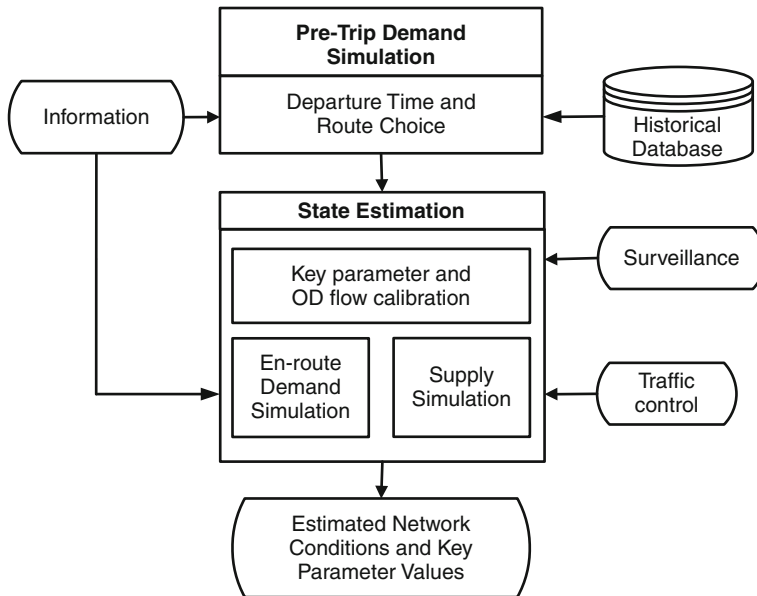 Pre-Trip Demand
Simulation
Information
Departure Time and
Route Choice
Historical
Database
State Estimation
Key parameter and
OD flow calibration
Surveillance
En-route
Demand
Simulation
Supply
Simulation
Traffic
control
Estimated Network
Conditions and Key
Parameter Values